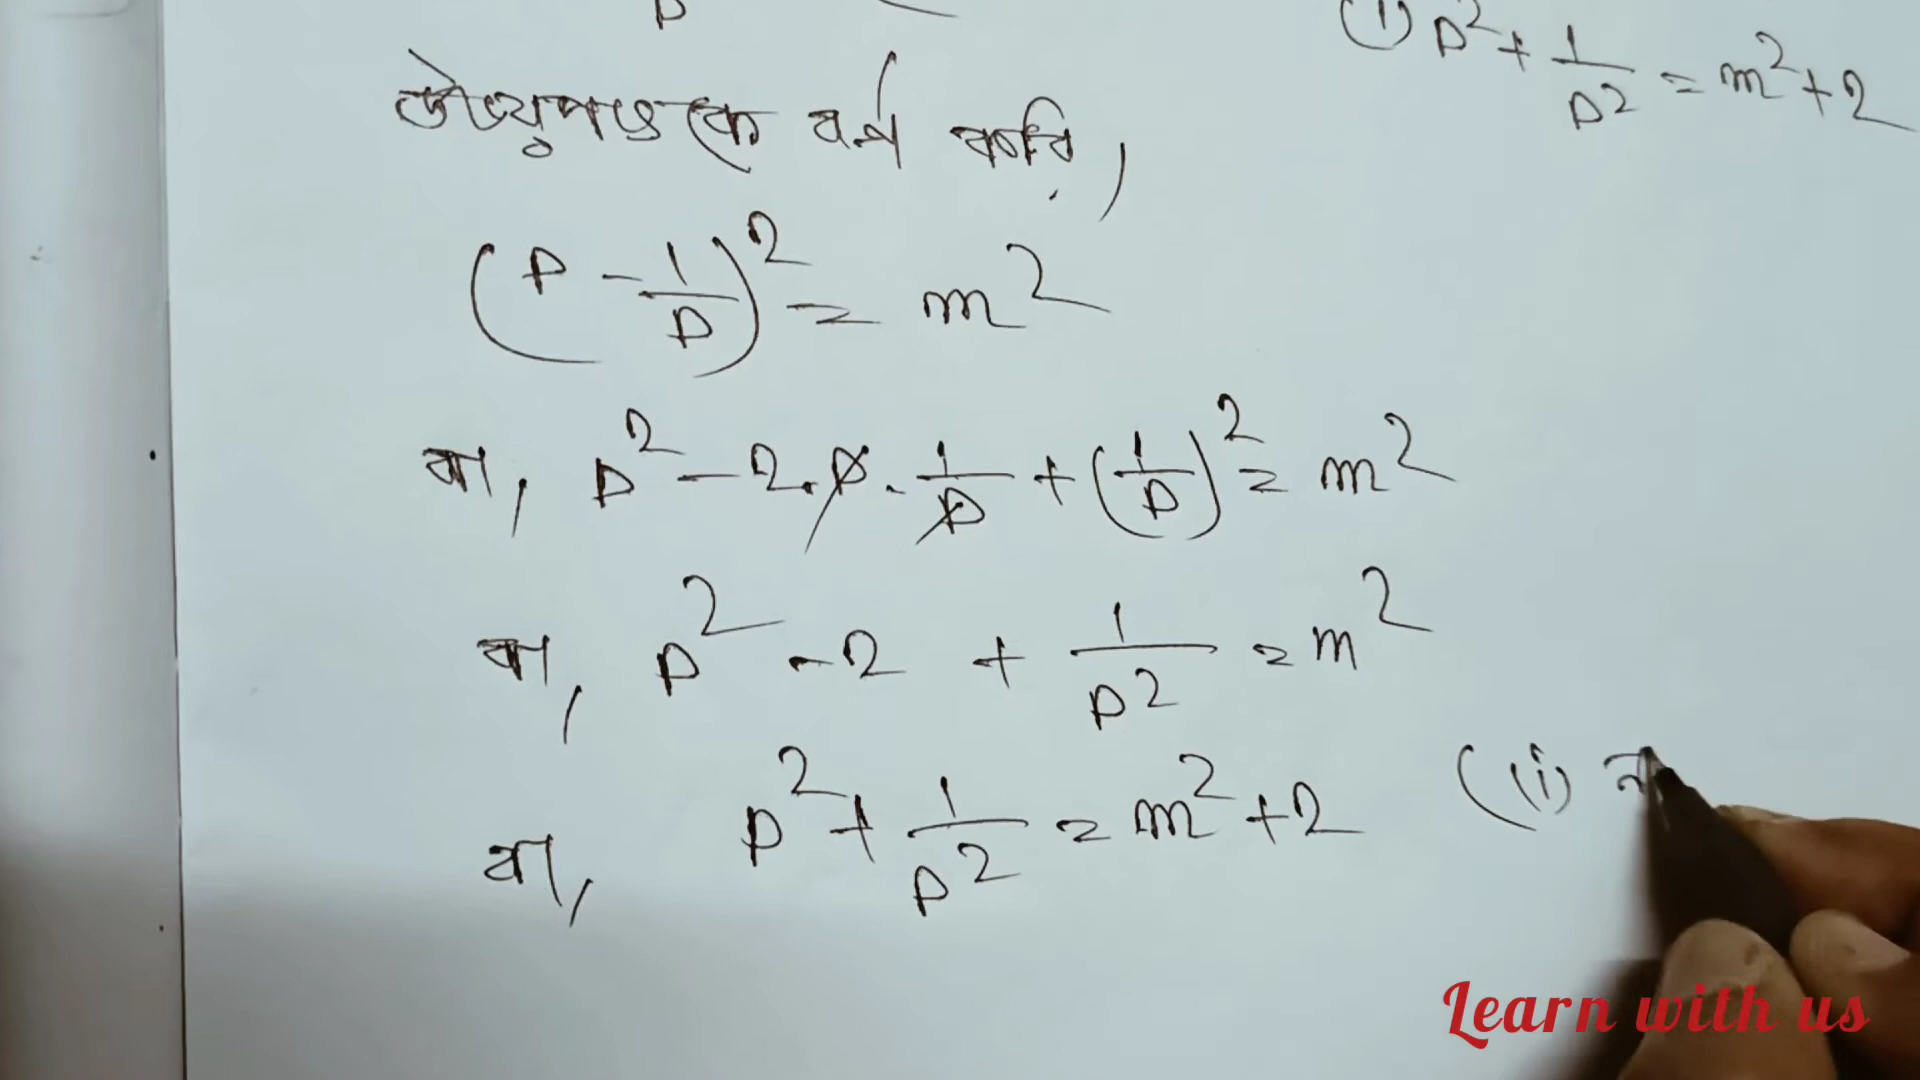 p
(i) p² + 1/p² = m² + 2
উভয়পক্ষকে বর্গ করি,
(p - 1/p)² = m²
বা, p² - 2.p.1/p + (1/p)² = m²
বা, p² - 2 + 1/p² = m²
বা, p² + 1/p² = m² + 2
(ii) ন
Learn with us